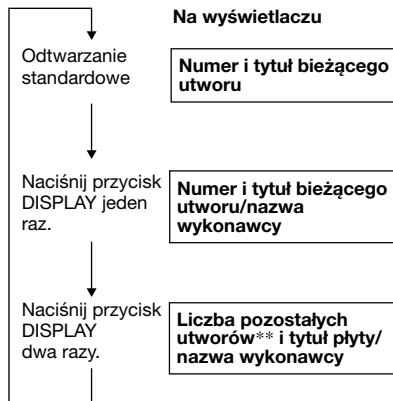 Na wyświetlaczu
Odtwarzanie
standardowe
Numer i tytuł bieżącego
utworu
Naciśnij przycisk
DISPLAY jeden
raz.
Numer i tytuł bieżącego
utworu/nazwa
wykonawcy
Naciśnij przycisk
DISPLAY
dwa razy.
Liczba pozostałych
utworów** i tytuł płyty/
nazwa wykonawcy